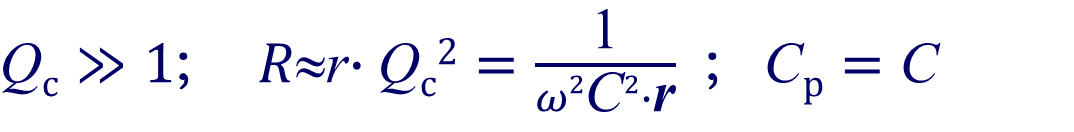 Q_c ≫ 1; R≈r· Q_c² = 1/(ω²C²·r) ; C_p = C